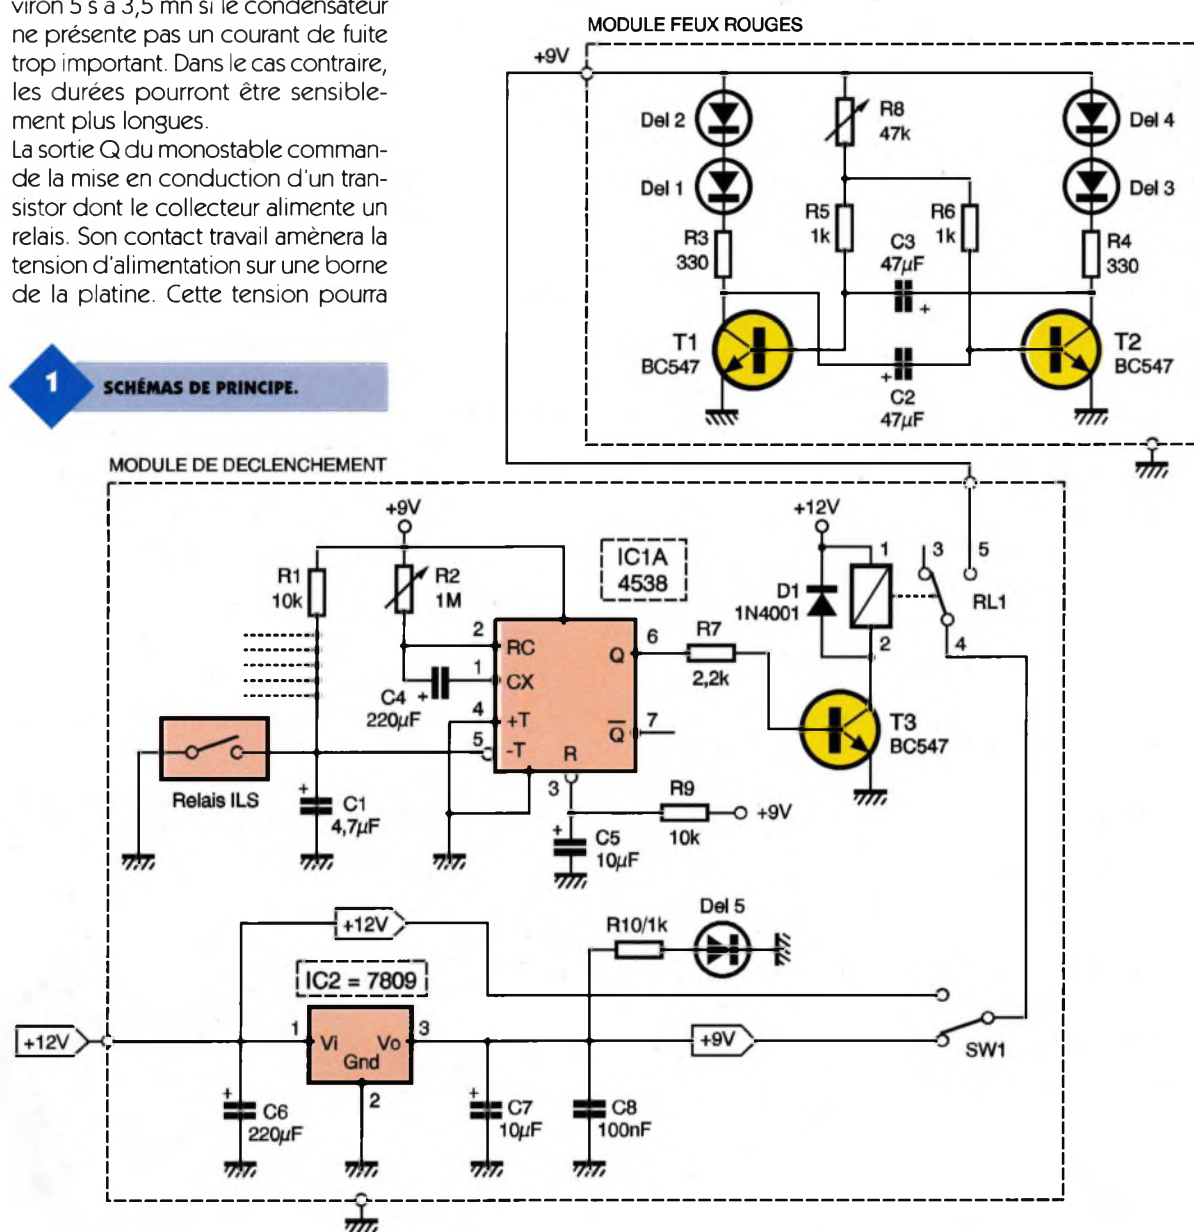 viron 5 s à 3,5 mn si le condensateur
ne présente pas un courant de fuite
trop important. Dans le cas contraire,
les durées pourront être sensible-
ment plus longues.
La sortie Q du monostable comman-
de la mise en conduction d'un tran-
sistor dont le collecteur alimente un
relais. Son contact travail amènera la
tension d'alimentation sur une borne
de la platine. Cette tension pourra
1
SCHÉMAS DE PRINCIPE.
MODULE FEUX ROUGES
+9V
Del 2
R8
47k
Del 4
Del 1
Del 3
R5
1k
R6
1k
R3
330
C3
47µF
+
R4
330
T1
BC547
T2
BC547
+
C2
47µF
MODULE DE DECLENCHEMENT
+9V
R1
10k
R2
1M
IC1A
4538
+12V
D1
1N4001
1
2
3
5
4
RL1
2
RC
1
CX
4
+T
5
-T
R
3
Q
6
Q
7
C4
+
220µF
R7
2,2k
T3
BC547
Relais ILS
+
C1
4,7µF
+
C5
10µF
R9
10k
+9V
+12V
R10/1k
Del 5
IC2 = 7809
+12V
1
Vi
Vo
3
Gnd
2
+9V
SW1
+
C6
220µF
+
C7
10µF
C8
100nF